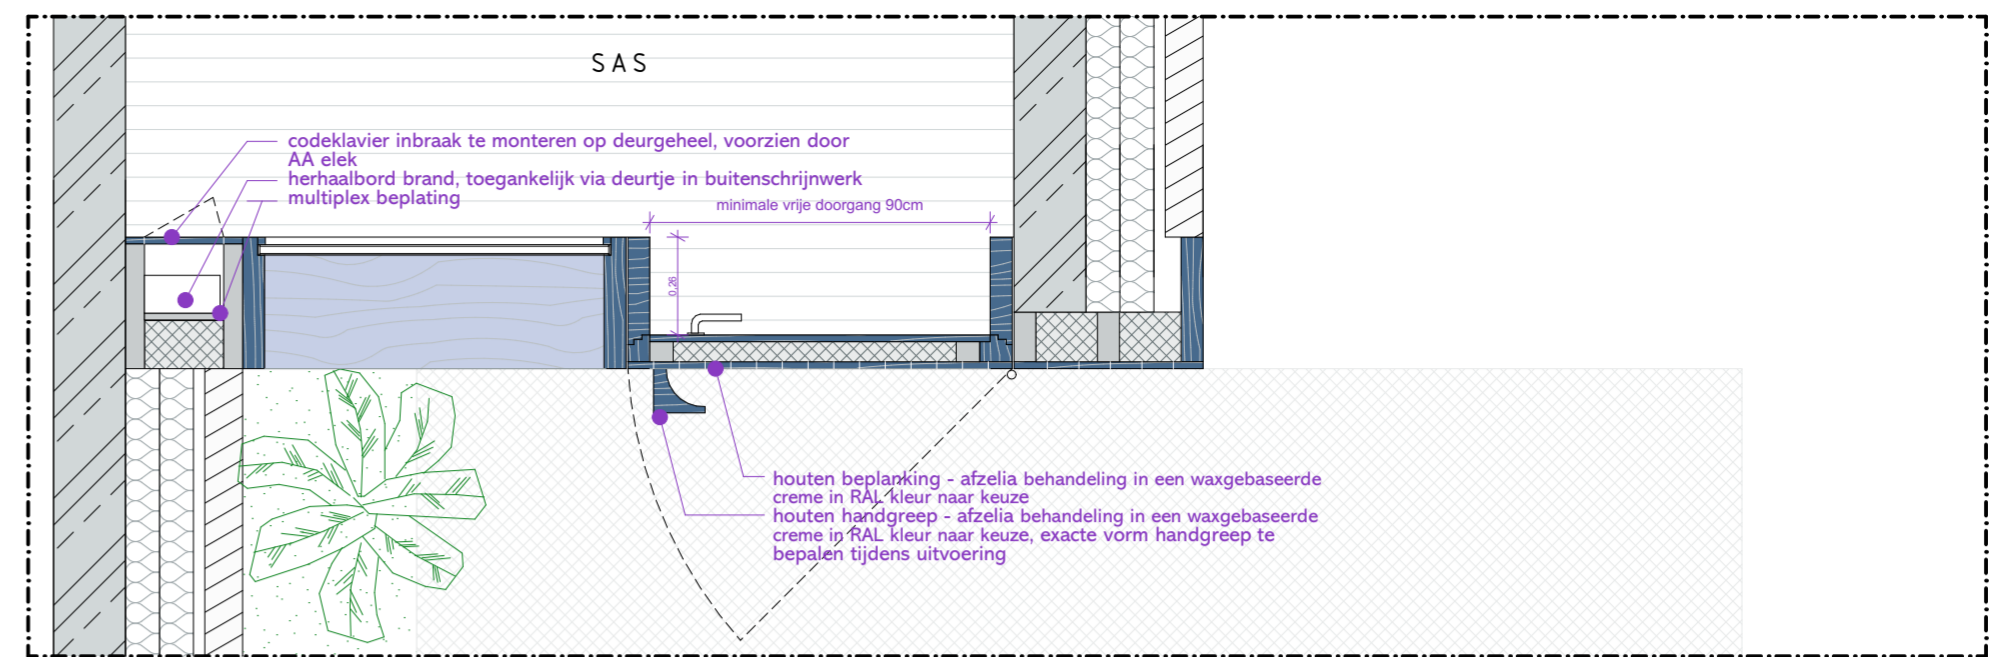 SAS
codeklavier inbraak te monteren op deurgeheel, voorzien door
AA elek
herhaalbord brand, toegankelijk via deurtje in buitenschrijnwerk
multiplex beplating
minimale vrije doorgang 90cm
0,26
houten beplanking - afzelia behandeling in een waxgebaseerde
creme in RAL kleur naar keuze
houten handgreep - afzelia behandeling in een waxgebaseerde
creme in RAL kleur naar keuze, exacte vorm handgreep te
bepalen tijdens uitvoering